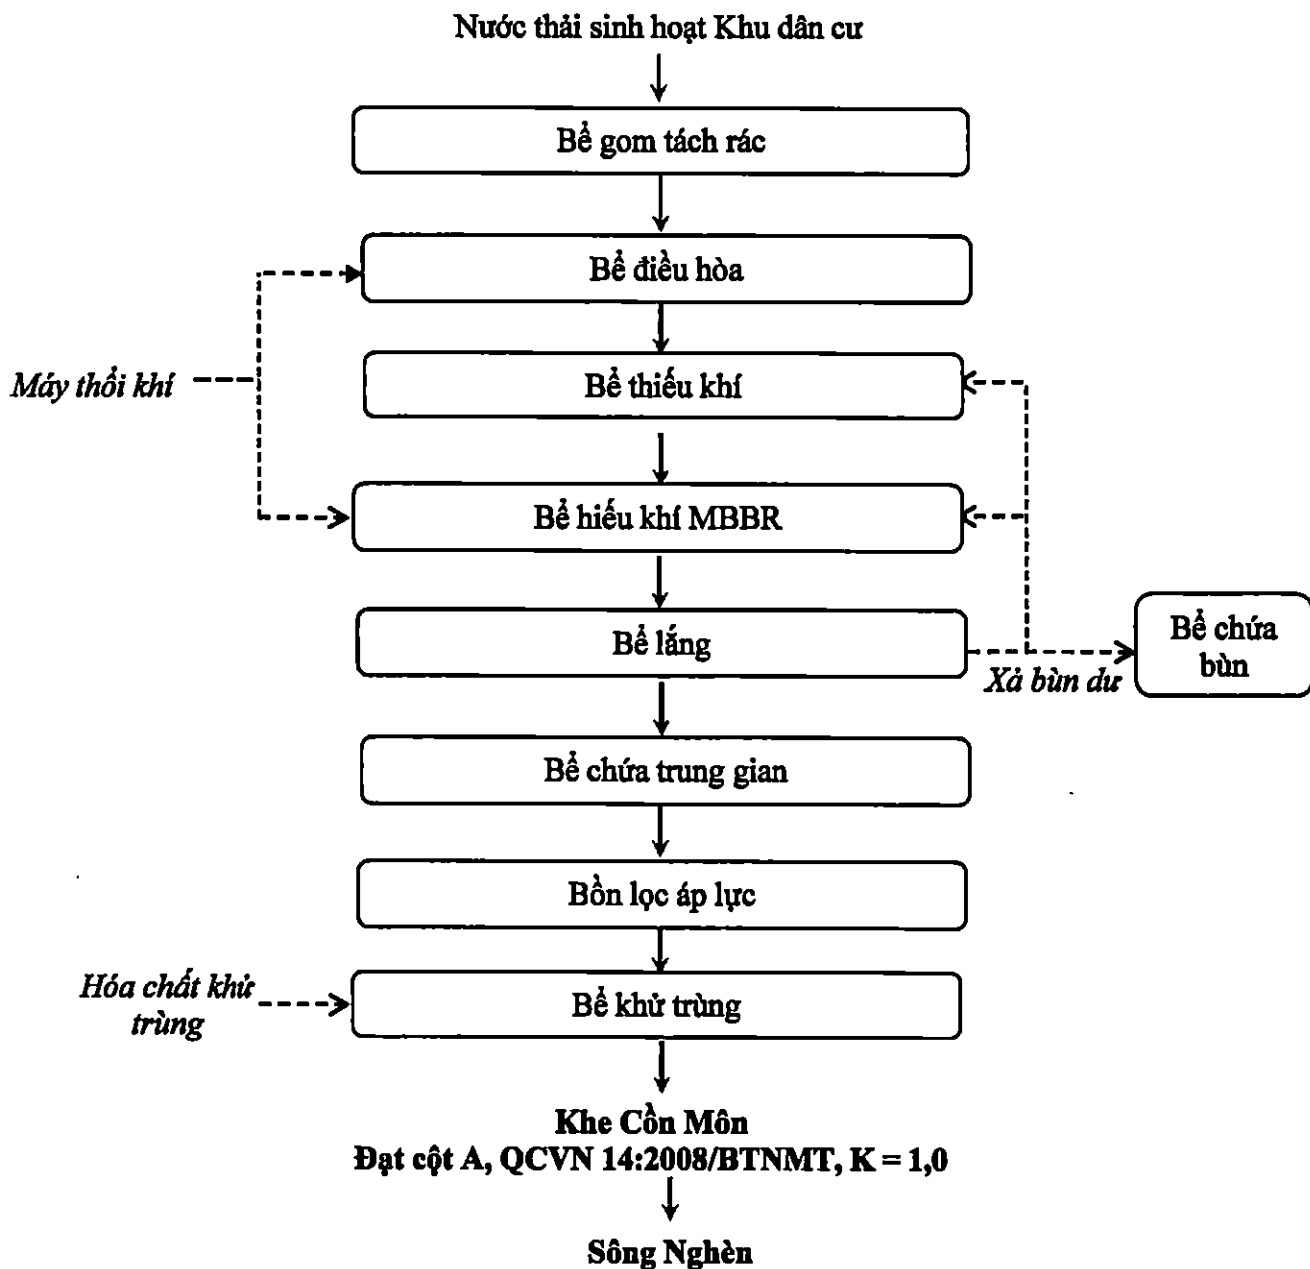 Nước thải sinh hoạt Khu dân cư
Bể gom tách rác
Bể điều hòa
Máy thổi khí
Bể thiếu khí
Bể hiếu khí MBBR
Bể lắng
Xả bùn dư
Bể chứa
bùn
Bể chứa trung gian
Bồn lọc áp lực
Hóa chất khử
trùng
Bể khử trùng
Khe Cồn Môn
Đạt cột A, QCVN 14:2008/BTNMT, K = 1,0
Sông Nghèn